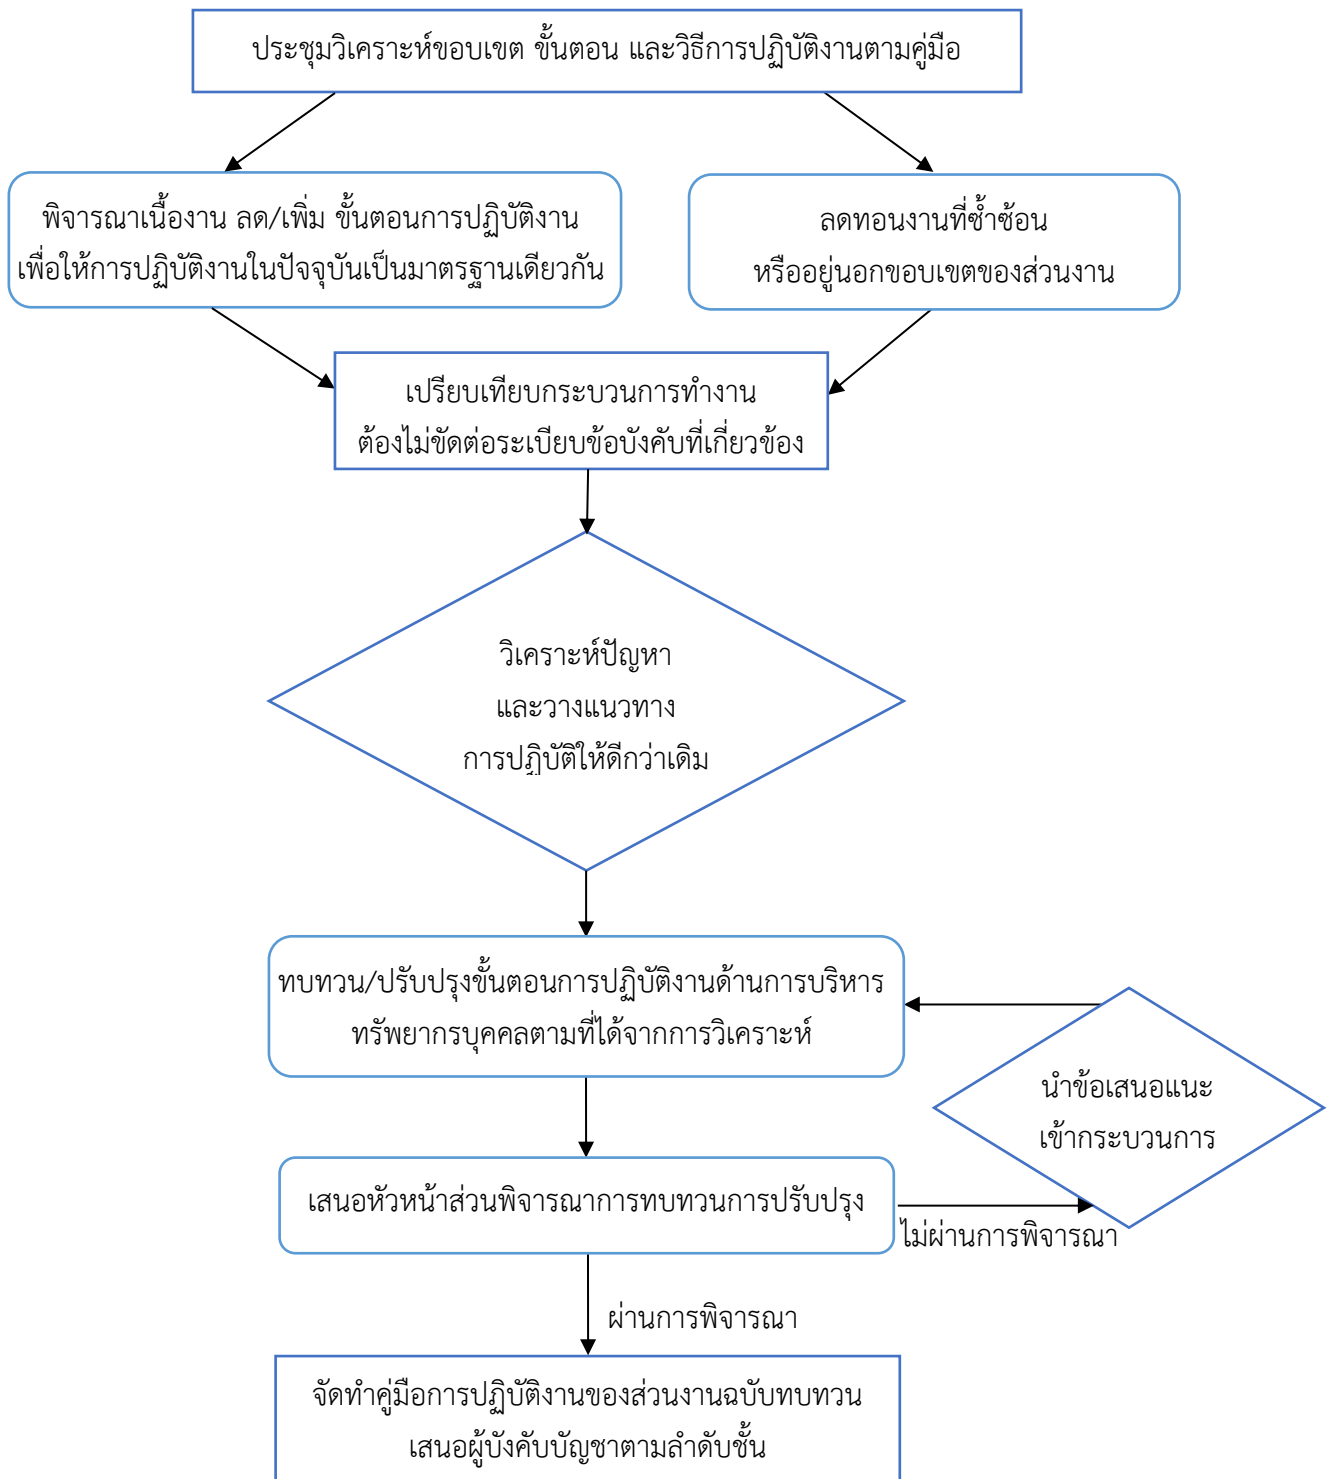 ประชุมวิเคราะห์ขอบเขต ขั้นตอน และวิธีการปฏิบัติงานตามคู่มือ
พิจารณาเนื้องาน ลด/เพิ่ม ขั้นตอนการปฏิบัติงาน
เพื่อให้การปฏิบัติงานในปัจจุบันเป็นมาตรฐานเดียวกัน
ลดทอนงานที่ซ้ำซ้อน
หรืออยู่นอกขอบเขตของส่วนงาน
เปรียบเทียบกระบวนการทำงาน
ต้องไม่ขัดต่อระเบียบข้อบังคับที่เกี่ยวข้อง
วิเคราะห์ปัญหา
และวางแนวทาง
การปฏิบัติให้ดีกว่าเดิม
ทบทวน/ปรับปรุงขั้นตอนการปฏิบัติงานด้านการบริหาร
ทรัพยากรบุคคลตามที่ได้จากการวิเคราะห์
นำข้อเสนอแนะ
เข้ากระบวนการ
เสนอหัวหน้าส่วนพิจารณาการทบทวนการปรับปรุง
ไม่ผ่านการพิจารณา
ผ่านการพิจารณา
จัดทำคู่มือการปฏิบัติงานของส่วนงานฉบับทบทวน
เสนอผู้บังคับบัญชาตามลำดับชั้น